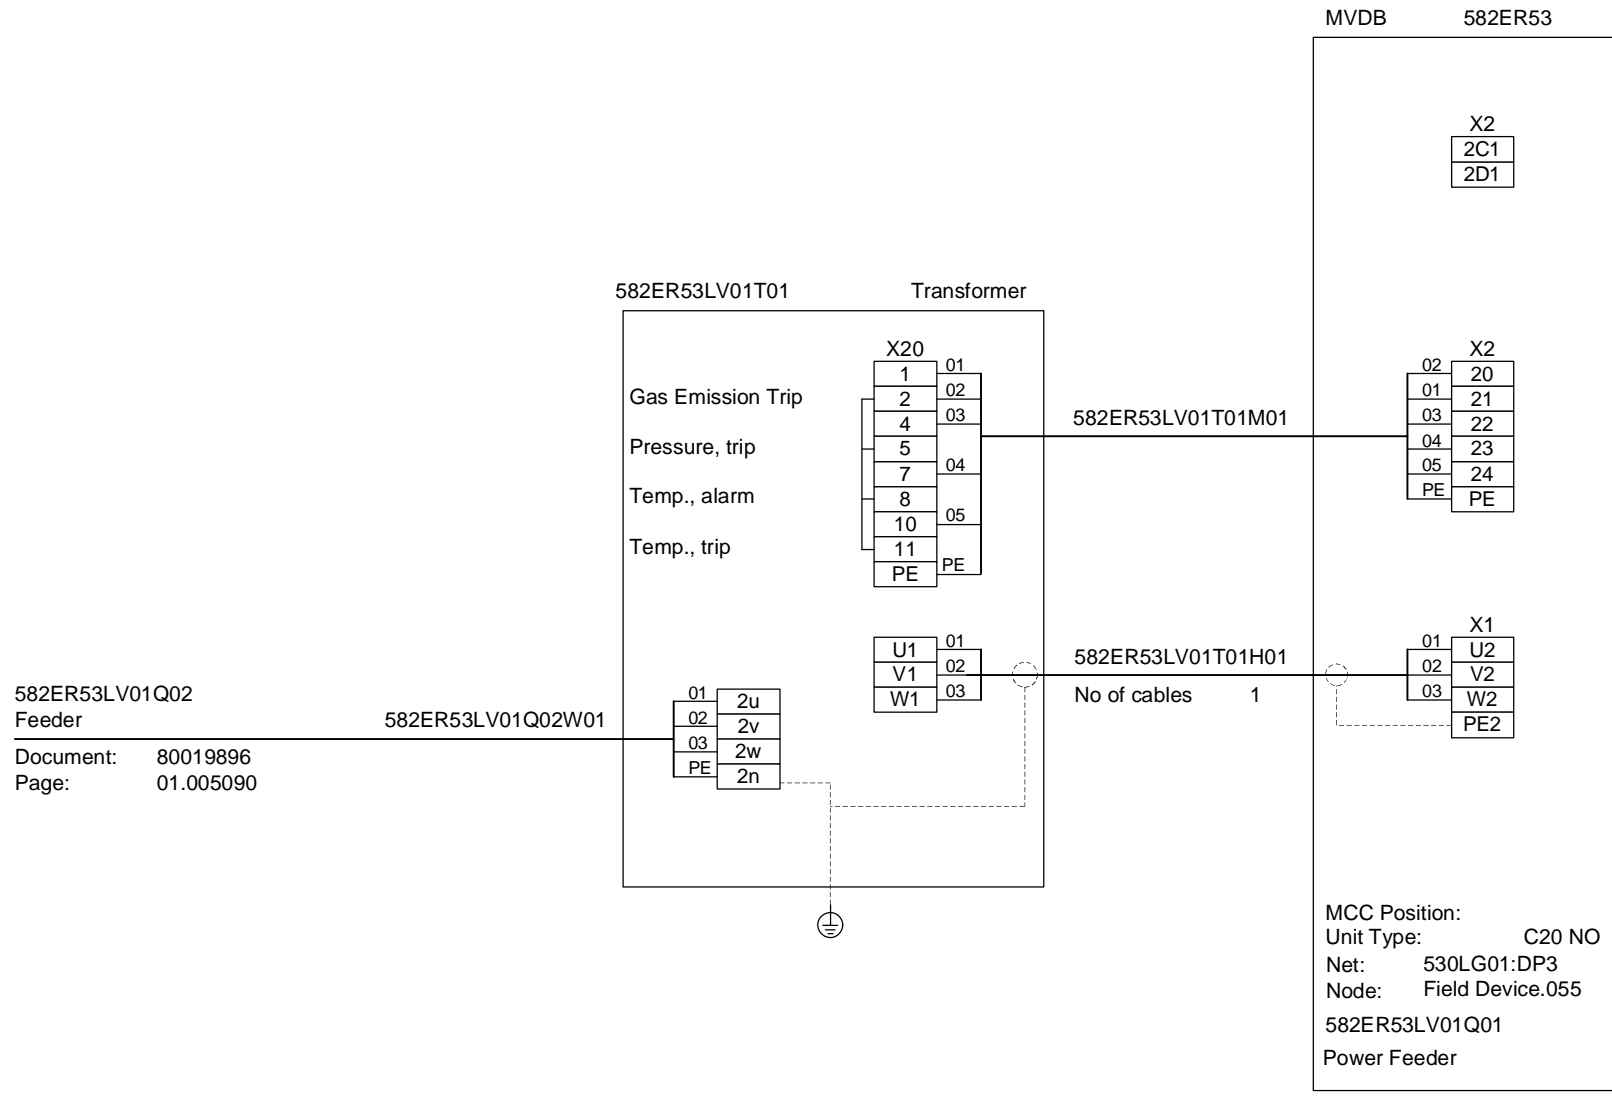 MVDB 582ER53
X2
2C1
2D1
582ER53LV01T01 Transformer
X20
1 01
Gas Emission Trip 2 02
4 03
Pressure, trip 5
7 04
Temp., alarm 8
10 05
Temp., trip 11
PE PE
582ER53LV01T01M01
X2
02 20
01 21
03 22
04 23
05 24
PE PE
U1 01
V1 02
W1 03
582ER53LV01T01H01
No of cables 1
X1
01 U2
02 V2
03 W2
PE2
582ER53LV01Q02
Feeder 582ER53LV01Q02W01
Document: 80019896
Page: 01.005090
01 2u
02 2v
03 2w
PE 2n
MCC Position:
Unit Type: C20 NO
Net: 530LG01:DP3
Node: Field Device.055
582ER53LV01Q01
Power Feeder